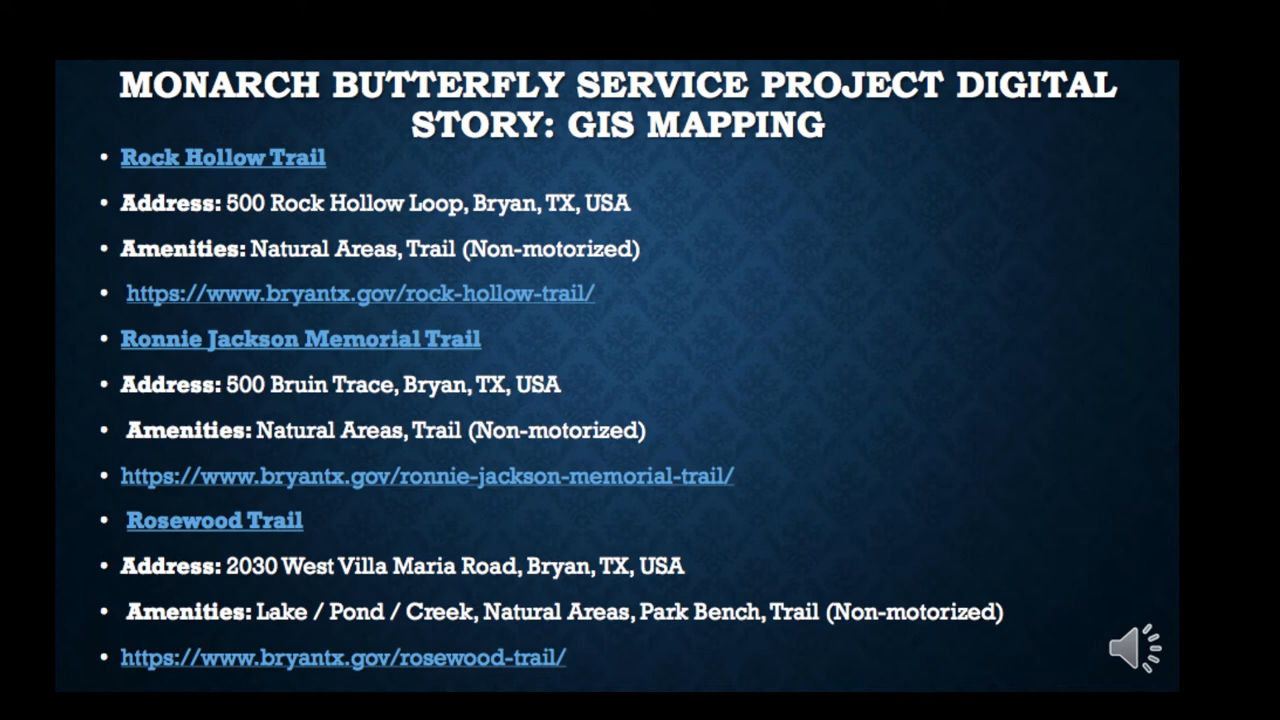 MONARCH BUTTERFLY SERVICE PROJECT DIGITAL
STORY: GIS MAPPING
• Rock Hollow Trail
• Address: 500 Rock Hollow Loop, Bryan, TX, USA
• Amenities: Natural Areas, Trail (Non-motorized)
• https://www.bryantx.gov/rock-hollow-trail/
• Ronnie Jackson Memorial Trail
• Address: 500 Bruin Trace, Bryan, TX, USA
• Amenities: Natural Areas, Trail (Non-motorized)
• https://www.bryantx.gov/ronnie-jackson-memorial-trail/
• Rosewood Trail
• Address: 2030 West Villa Maria Road, Bryan, TX, USA
• Amenities: Lake / Pond / Creek, Natural Areas, Park Bench, Trail (Non-motorized)
• https://www.bryantx.gov/rosewood-trail/